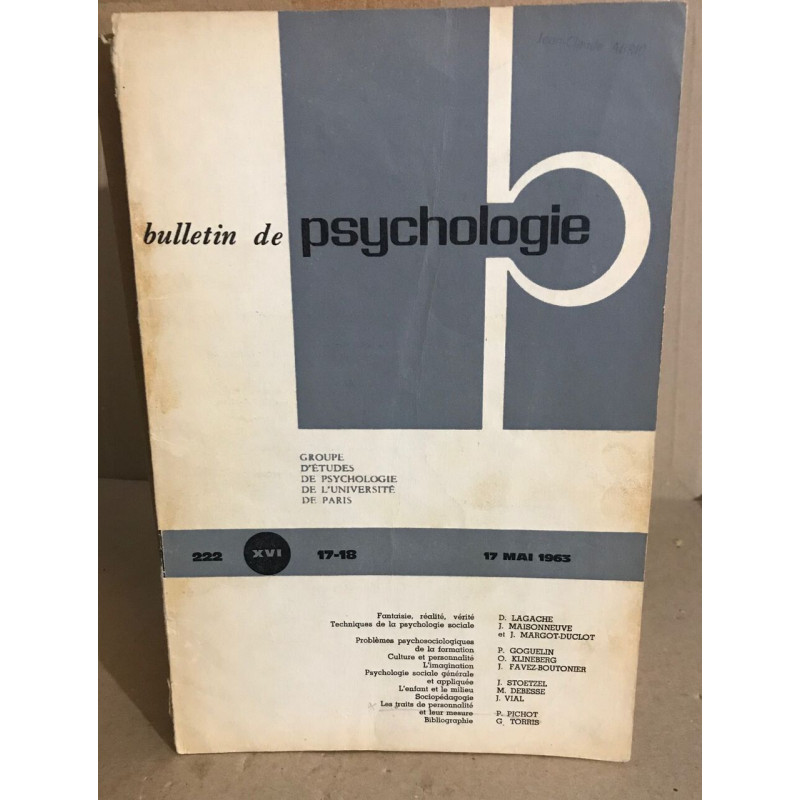 bulletin de psychologie
GROUPE
D'ÉTUDES
DE PSYCHOLOGIE
DE L'UNIVERSITÉ
DE PARIS
222 XVI 17-18 17 MAI 1963
Fantaisie, réalité, vérité D. LAGACHE
Techniques de la psychologie sociale J. MAISONNEUVE
et J. MARGOT-DUCLOT
Problèmes psychosociologiques
de la formation P. GOGUELIN
Culture et personnalité O. KLINEBERG
L'imagination J. FAVEZ-BOUTONIER
Psychologie sociale générale
et appliquée J. STOETZEL
L'enfant et le milieu M. DEBESSE
Sociopédagogie J. VIAL
Les traits de personnalité
et leur mesure P. PICHOT
Bibliographie G. TORRIS